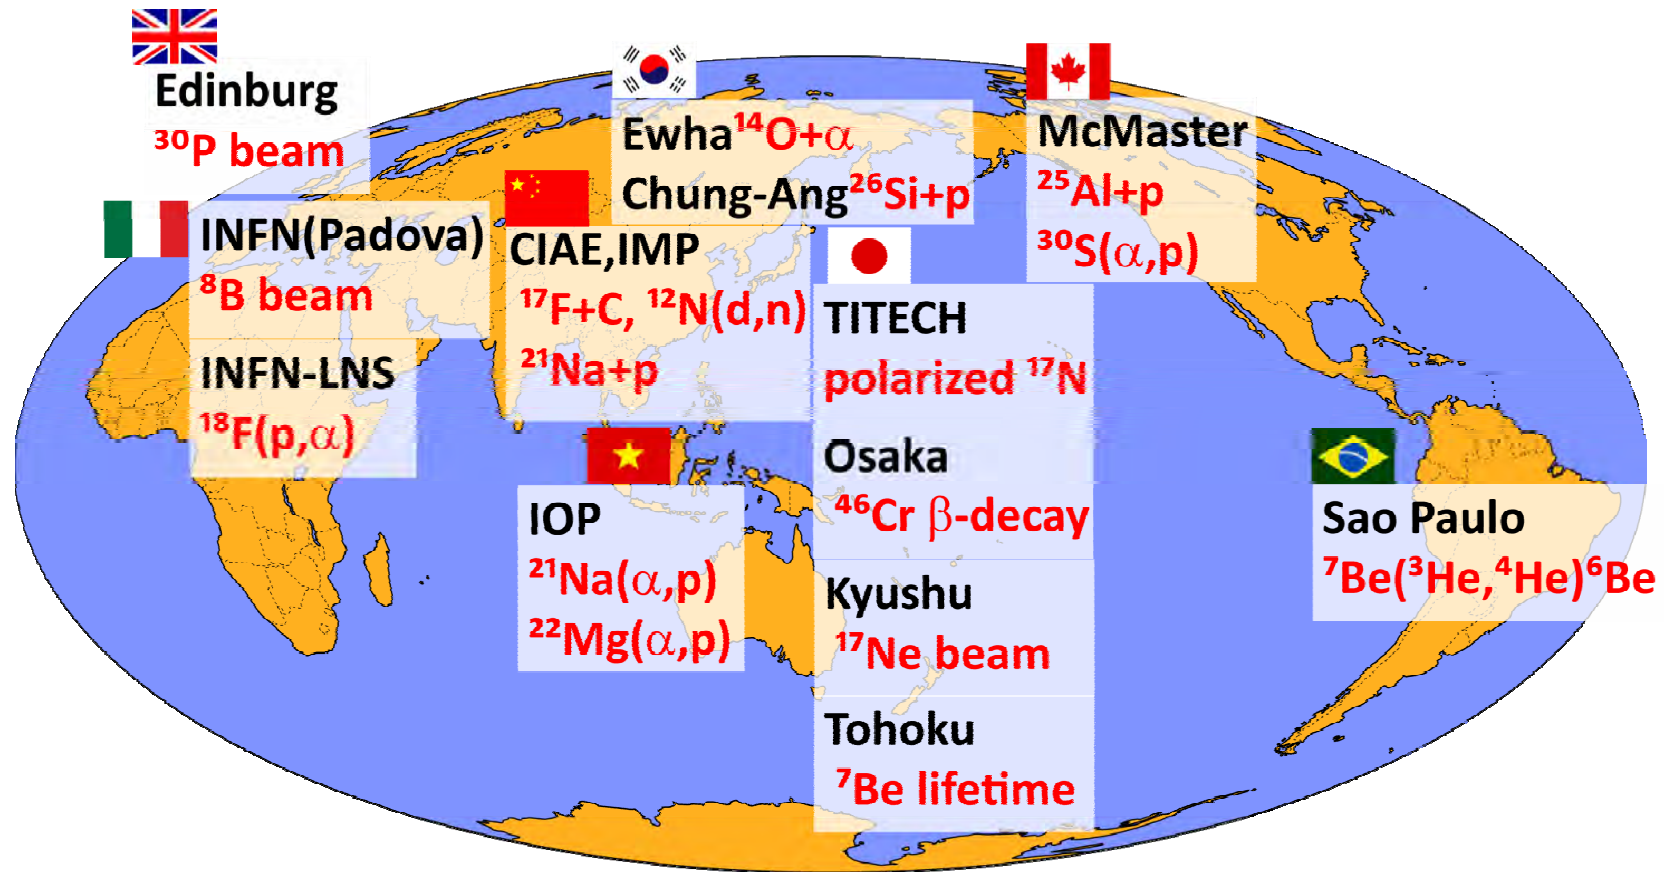 Edinburg
³⁰P beam
INFN(Padova)
⁸B beam
INFN-LNS
¹⁸F(p,α)
Ewha¹⁴O+α
Chung-Ang²⁶Si+p
CIAE,IMP
¹⁷F+C, ¹²N(d,n)
²¹Na+p
IOP
²¹Na(α,p)
²²Mg(α,p)
TITECH
polarized ¹⁷N
Osaka
⁴⁶Cr β-decay
Kyushu
¹⁷Ne beam
Tohoku
⁷Be lifetime
McMaster
²⁵Al+p
³⁰S(α,p)
Sao Paulo
⁷Be(³He,⁴He)⁶Be